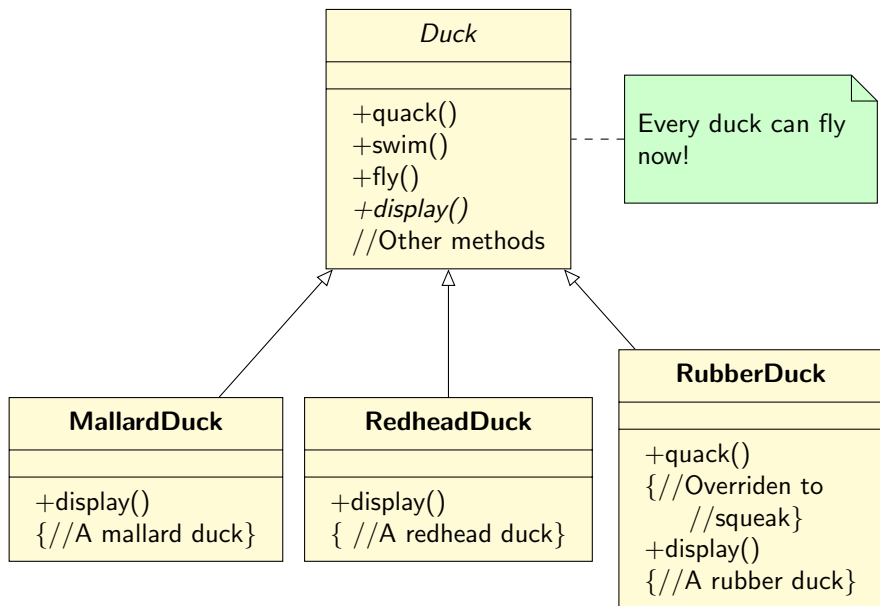 Duck
+quack()
+swim()
+fly()
+display()
//Other methods
Every duck can fly
now!
MallardDuck
+display()
{//A mallard duck}
RedheadDuck
+display()
{ //A redhead duck}
RubberDuck
+quack()
{//Overriden to
//squeak}
+display()
{//A rubber duck}